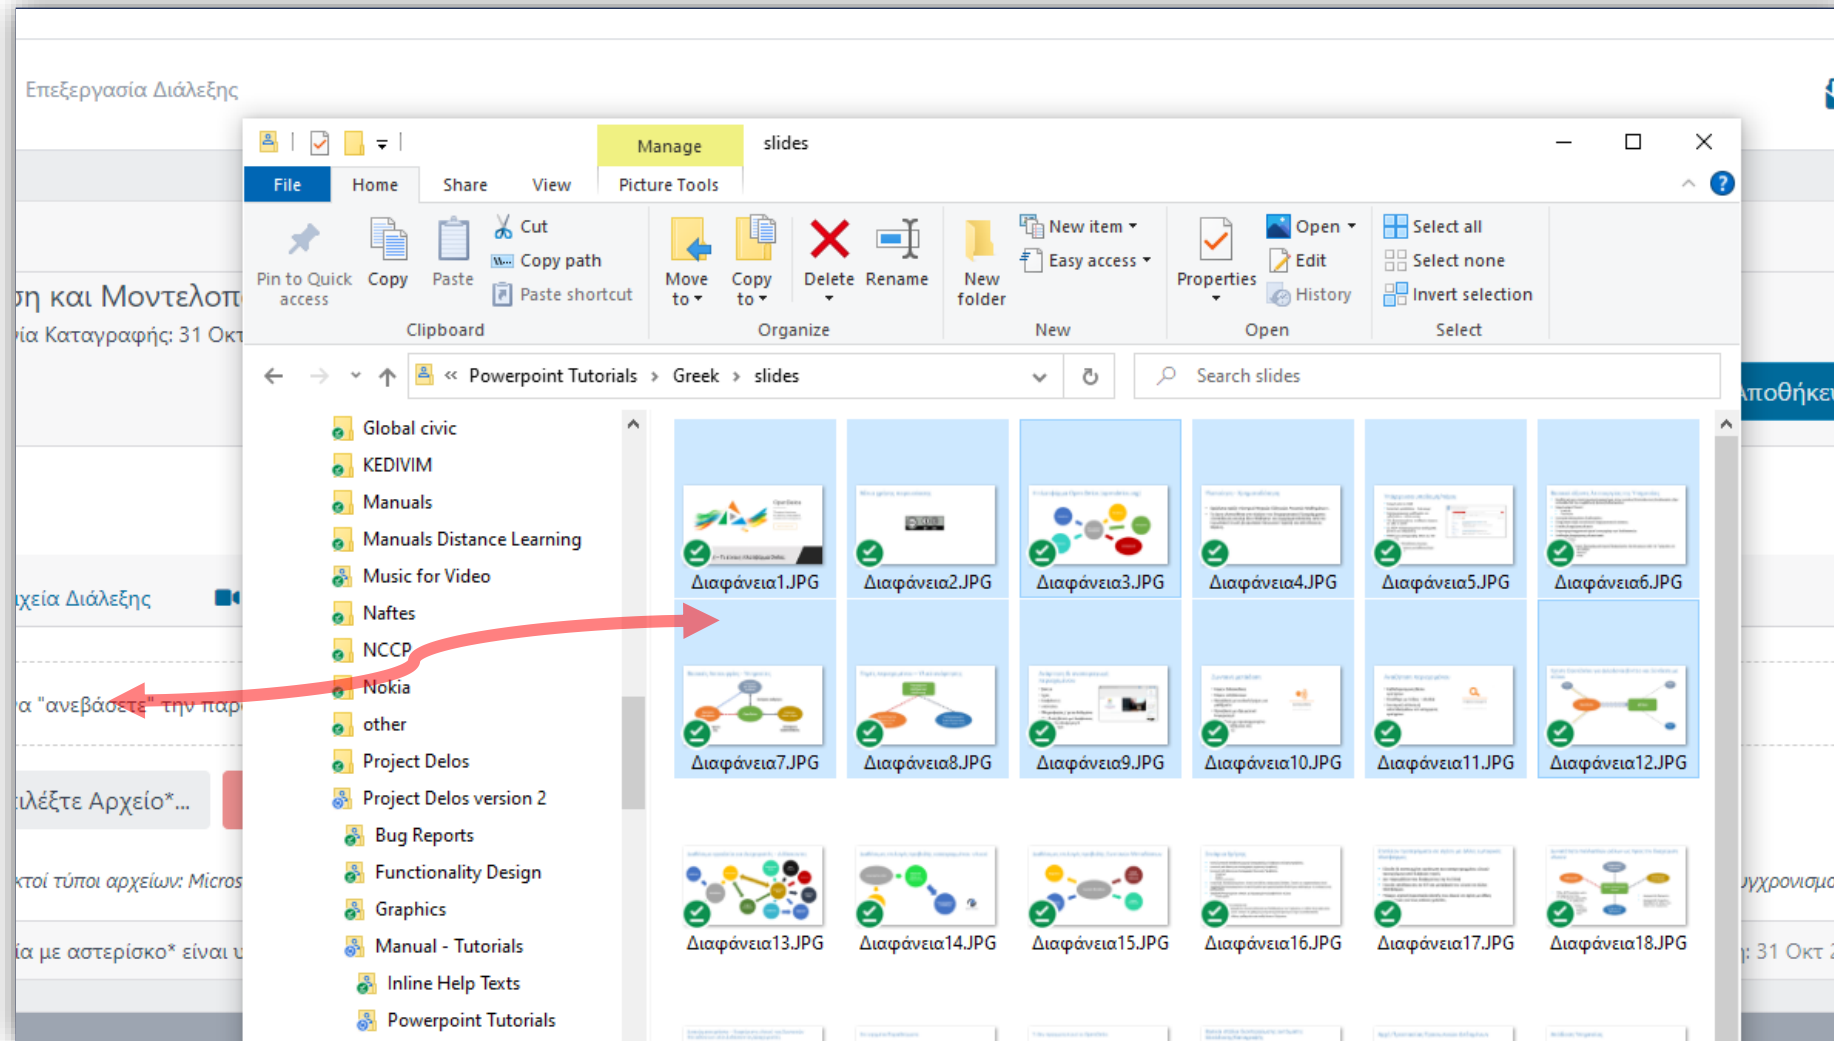 Επεξεργασία Διάλεξης
Manage
slides
File
Home
Share
View
Picture Tools
Pin to Quick access
Copy
Paste
Cut
Copy path
Paste shortcut
Clipboard
Move to
Copy to
Delete
Rename
Organize
New folder
New item
Easy access
New
Properties
Open
Edit
History
Open
Select all
Select none
Invert selection
Select
ση και Μοντελοπ
Καταγραφής: 31 Οκτ
« Powerpoint Tutorials > Greek > slides
Search slides
Αποθήκευ
Global civic
KEDIVIM
Manuals
Manuals Distance Learning
Music for Video
Naftes
NCCP
Nokia
other
Project Delos
Project Delos version 2
Bug Reports
Functionality Design
Graphics
Manual - Tutorials
Inline Help Texts
Powerpoint Tutorials
Διαφάνεια1.JPG
Διαφάνεια2.JPG
Διαφάνεια3.JPG
Διαφάνεια4.JPG
Διαφάνεια5.JPG
Διαφάνεια6.JPG
Διαφάνεια7.JPG
Διαφάνεια8.JPG
Διαφάνεια9.JPG
Διαφάνεια10.JPG
Διαφάνεια11.JPG
Διαφάνεια12.JPG
Διαφάνεια13.JPG
Διαφάνεια14.JPG
Διαφάνεια15.JPG
Διαφάνεια16.JPG
Διαφάνεια17.JPG
Διαφάνεια18.JPG
χεία Διάλεξης
να "ανεβάσετε" την παρ
ιλέξτε Αρχείο*...
κτοί τύποι αρχείων: Micros
υγχρονισμο
ία με αστερίσκο* είναι υ
: 31 Οκτ 2